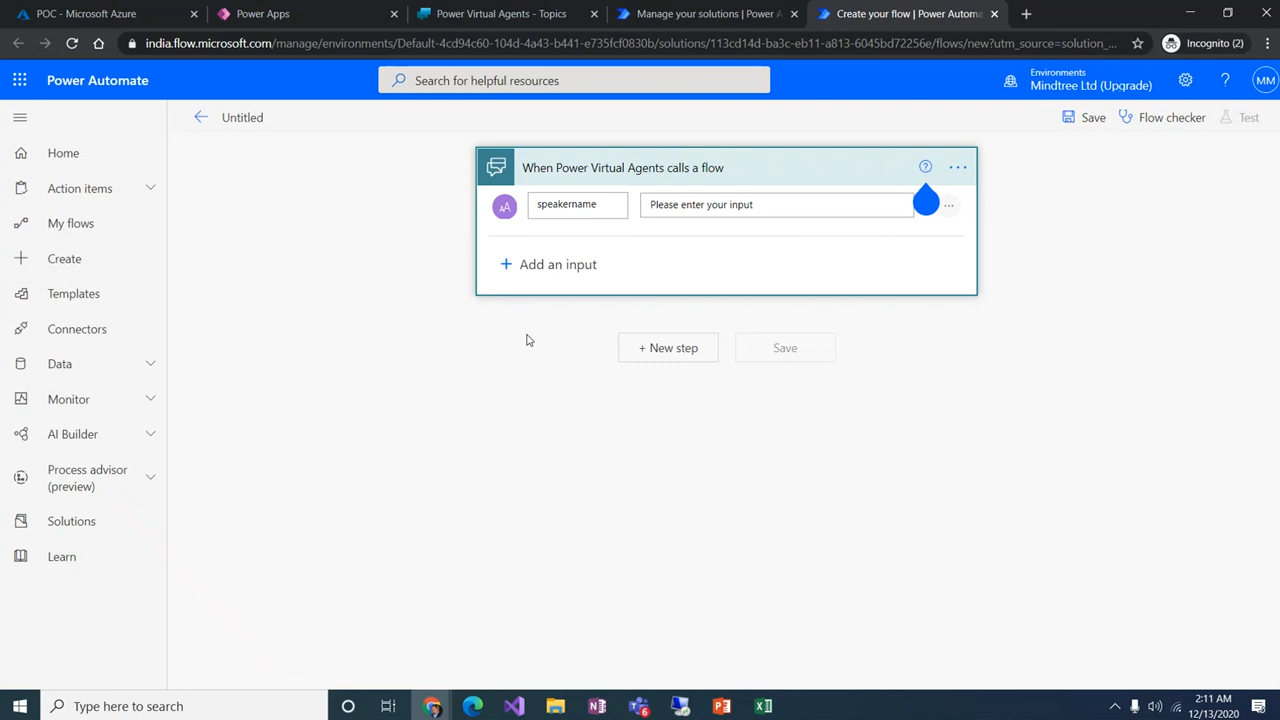 POC - Microsoft Azure
Power Apps
Power Virtual Agents - Topics
Manage your solutions | Power A
Create your flow | Power Automa
india.flow.microsoft.com/manage/environments/Default-4cd94c60-104d-4a43-b441-e735fcf0830b/solutions/113cd14d-ba3c-eb11-a813-6045bd72256e/flows/new?utm_source=solution_...
Incognito (2)
Power Automate
Search for helpful resources
Environments
Mindtree Ltd (Upgrade)
?
MM
Untitled
Save
Flow checker
Test
Home
Action items
My flows
Create
Templates
Connectors
Data
Monitor
AI Builder
Process advisor
(preview)
Solutions
Learn
When Power Virtual Agents calls a flow
?
...
AA
speakername
Please enter your input
...
+ Add an input
+ New step
Save
Type here to search
6
2:11 AM
12/13/2020